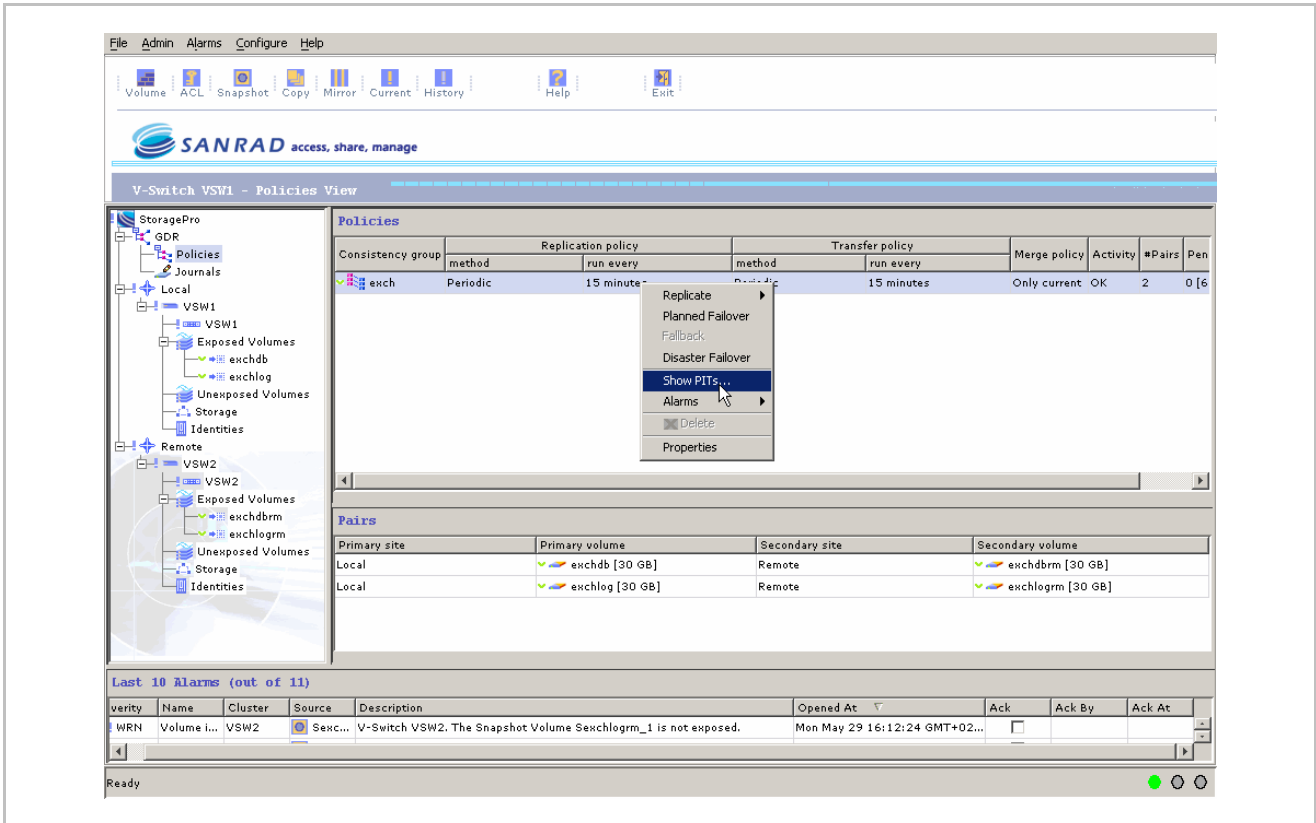 File Admin Alarms Configure Help
Volume ACL Snapshot Copy Mirror Current History Help Exit
SANRAD access, share, manage
V-Switch VSW1 - Policies View
StoragePro
GDR
Policies
Journals
Local
VSW1
VSW1
Exposed Volumes
exchdb
exchlog
Unexposed Volumes
Storage
Identities
Remote
VSW2
VSW2
Exposed Volumes
exchdbrm
exchlogrm
Unexposed Volumes
Storage
Identities
Policies
Consistency group Replication policy Transfer policy Merge policy Activity #Pairs Pen
method run every method run every
exch Periodic 15 minutes Periodic 15 minutes Only current OK 2 0 [6
Replicate
Planned Failover
Fallback
Disaster Failover
Show PITs...
Alarms
Delete
Properties
Pairs
Primary site Primary volume Secondary site Secondary volume
Local exchdb [30 GB] Remote exchdbrm [30 GB]
Local exchlog [30 GB] Remote exchlogrm [30 GB]
Last 10 Alarms (out of 11)
verity Name Cluster Source Description Opened At Ack Ack By Ack At
WRN Volume i... VSW2 Sexc... V-Switch VSW2. The Snapshot Volume Sexchlogrm_1 is not exposed. Mon May 29 16:12:24 GMT+02...
Ready